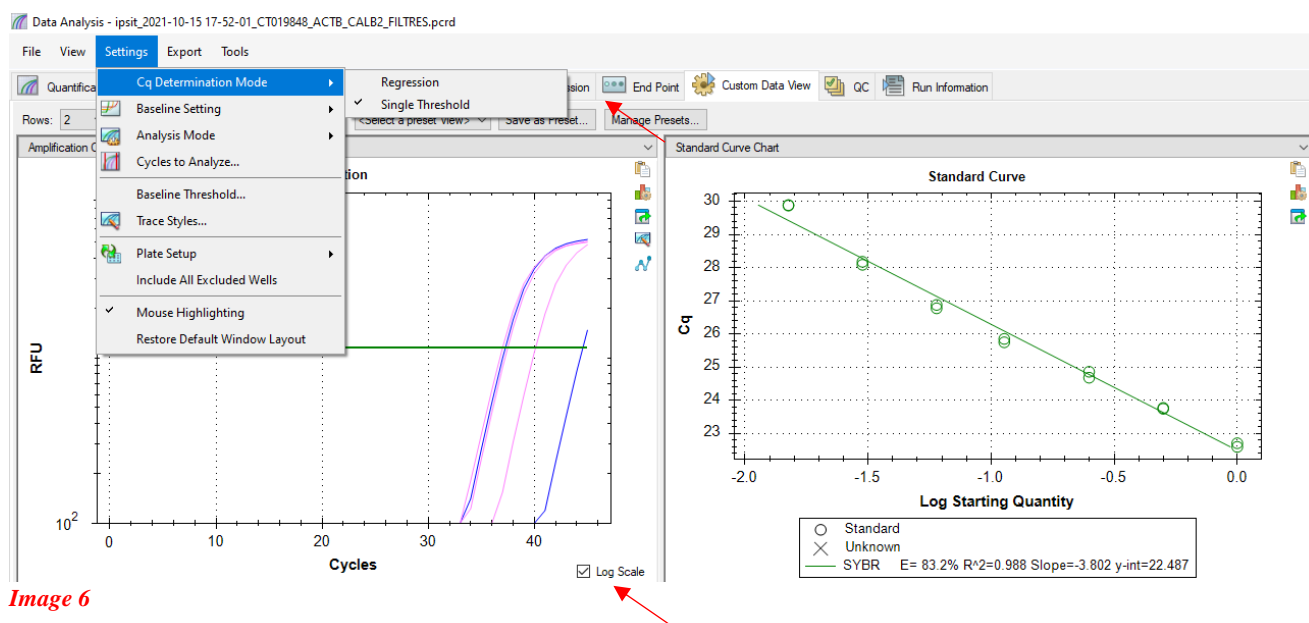 Data Analysis - ipsit_2021-10-15 17-52-01_CT019848_ACTB_CALB2_FILTRES.pcrd
File View Settings Export Tools
Quantifica sion End Point Custom Data View QC Run Information
Cq Determination Mode
Regression
Single Threshold
Baseline Setting
Analysis Mode
Cycles to Analyze...
Baseline Threshold...
Trace Styles...
Plate Setup
Include All Excluded Wells
Mouse Highlighting
Restore Default Window Layout
Rows: 2 <Select a preset view> Save as Preset... Manage Presets...
Amplification C
tion
RFU
10^2
0 10 20 30 40
Cycles
Log Scale
Standard Curve Chart
Standard Curve
Cq
30
29
28
27
26
25
24
23
-2.0 -1.5 -1.0 -0.5 0.0
Log Starting Quantity
Standard
Unknown
SYBR E= 83.2% R^2=0.988 Slope=-3.802 y-int=22.487
Image 6